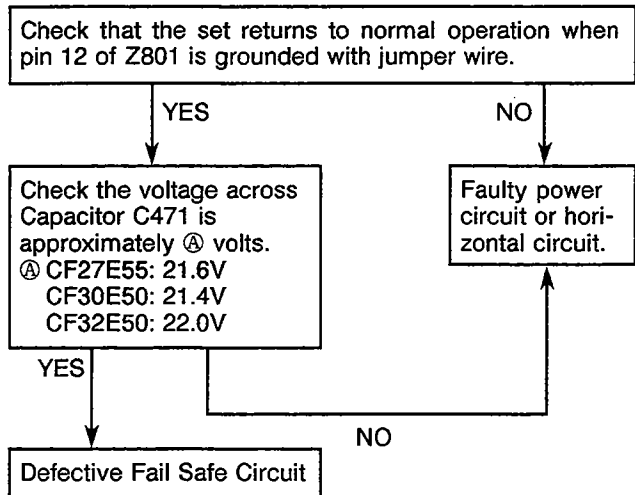 Check that the set returns to normal operation when
pin 12 of Z801 is grounded with jumper wire.
YES
NO
Check the voltage across
Capacitor C471 is
approximately Ⓐ volts.
Ⓐ CF27E55: 21.6V
CF30E50: 21.4V
CF32E50: 22.0V
Faulty power
circuit or hori-
zontal circuit.
YES
NO
Defective Fail Safe Circuit